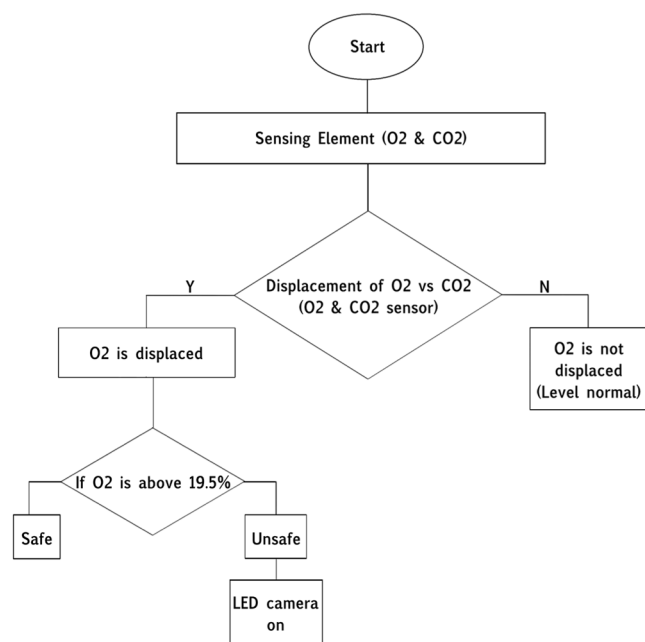 Start
Sensing Element (O2 & CO2)
Displacement of O2 vs CO2
(O2 & CO2 sensor)
Y
N
O2 is displaced
O2 is not
displaced
(Level normal)
If O2 is above 19.5%
Safe
Unsafe
LED camera
on